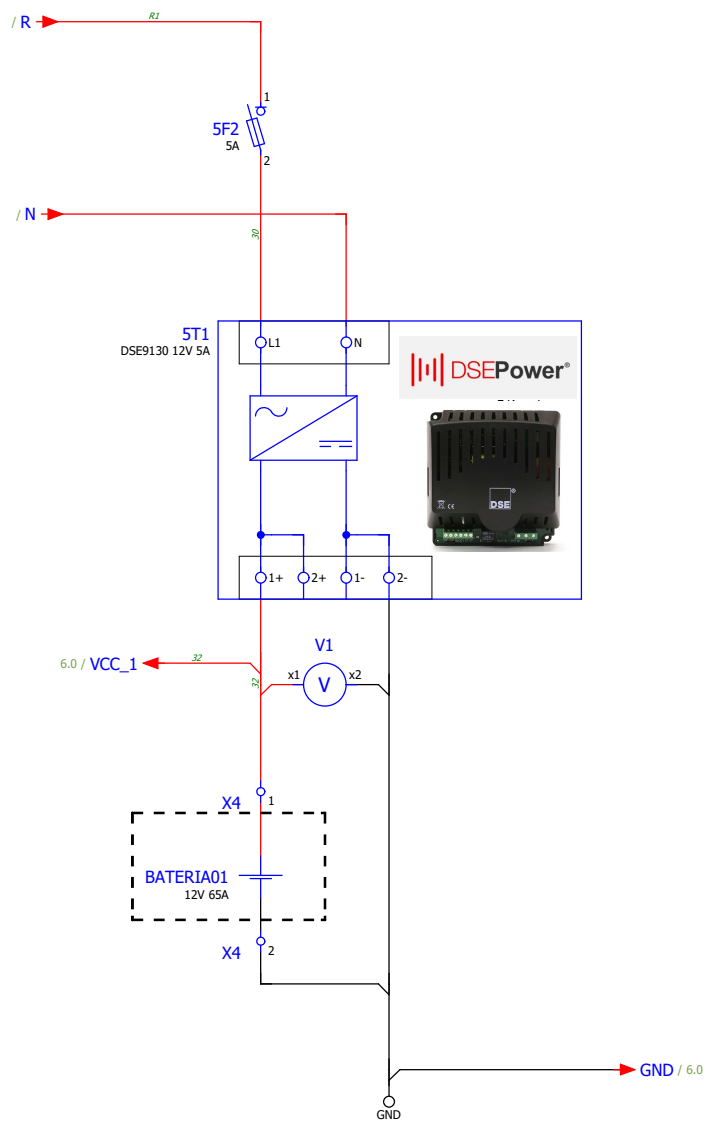 / R
R1
1
5F2
5A
2
/ N
30
5T1
DSE9130 12V 5A
L1
N
DSEPower®
DSE
1+
2+
1-
2-
V1
6.0 / VCC_1
32
32
x1
V
x2
X4
1
BATERIA01
12V 65A
X4
2
GND / 6.0
GND